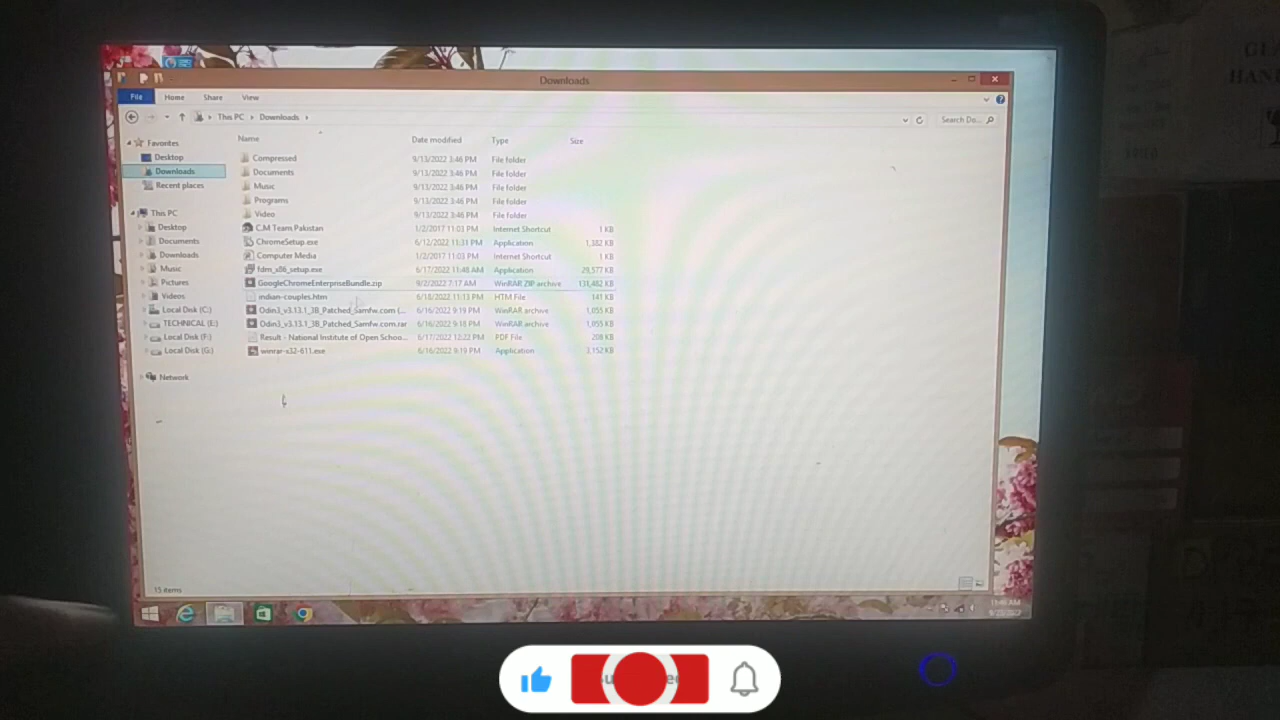 Downloads
File Home Share View
This PC Downloads Search Do...
Name Date modified Type Size
Favorites
Desktop
Downloads
Recent places
This PC
Desktop
Documents
Downloads
Music
Pictures
Videos
Local Disk (C:)
TECHNICAL (E:)
Local Disk (F:)
Local Disk (G:)
Network
Compressed 9/13/2022 3:46 PM File folder
Documents 9/13/2022 3:46 PM File folder
Music 9/13/2022 3:46 PM File folder
Programs 9/13/2022 3:46 PM File folder
Video 9/13/2022 3:46 PM File folder
C.M Team Pakistan 1/2/2017 11:03 PM Internet Shortcut 1 KB
ChromeSetup.exe 6/12/2022 11:31 PM Application 1,382 KB
Computer Media 1/2/2017 11:03 PM Internet Shortcut 1 KB
fdm_x86_setup.exe 6/17/2022 11:48 AM Application 29,577 KB
GoogleChromeEnterpriseBundle.zip 9/2/2022 7:17 AM WinRAR ZIP archive 131,482 KB
indian-couples.htm 6/18/2022 11:13 PM HTM File 141 KB
Odin3_v3.13.1_3B_Patched_Samfw.com (... 6/16/2022 9:19 PM WinRAR archive 1,055 KB
Odin3_v3.13.1_3B_Patched_Samfw.com.rar 6/16/2022 9:18 PM WinRAR archive 1,055 KB
Result - National Institute of Open Schoo... 6/17/2022 12:22 PM PDF File 208 KB
winrar-x32-611.exe 6/16/2022 9:19 PM Application 3,152 KB
15 items